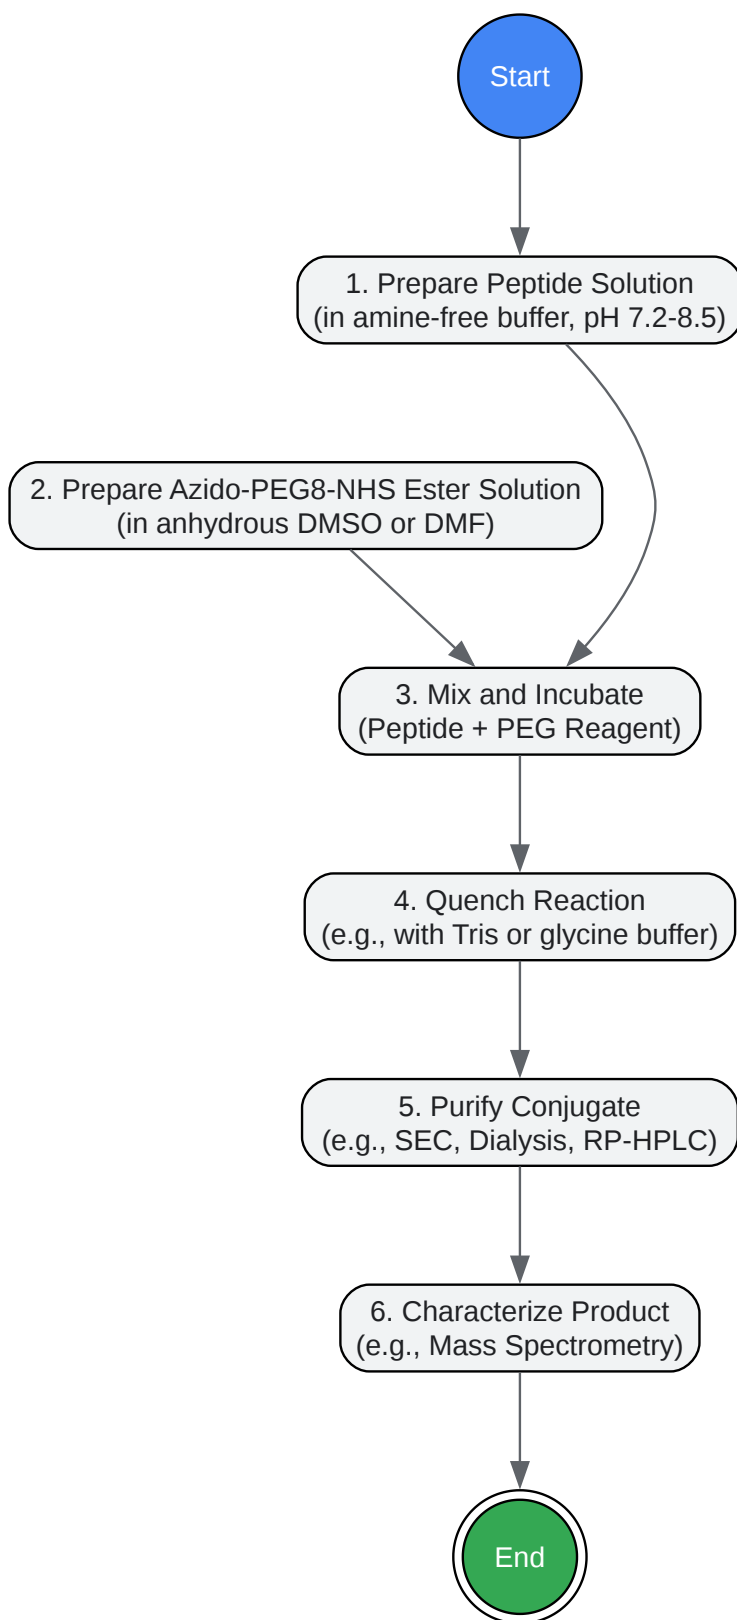 Start
1. Prepare Peptide Solution
(in amine-free buffer, pH 7.2-8.5)
2. Prepare Azido-PEG8-NHS Ester Solution
(in anhydrous DMSO or DMF)
3. Mix and Incubate
(Peptide + PEG Reagent)
4. Quench Reaction
(e.g., with Tris or glycine buffer)
5. Purify Conjugate
(e.g., SEC, Dialysis, RP-HPLC)
6. Characterize Product
(e.g., Mass Spectrometry)
End